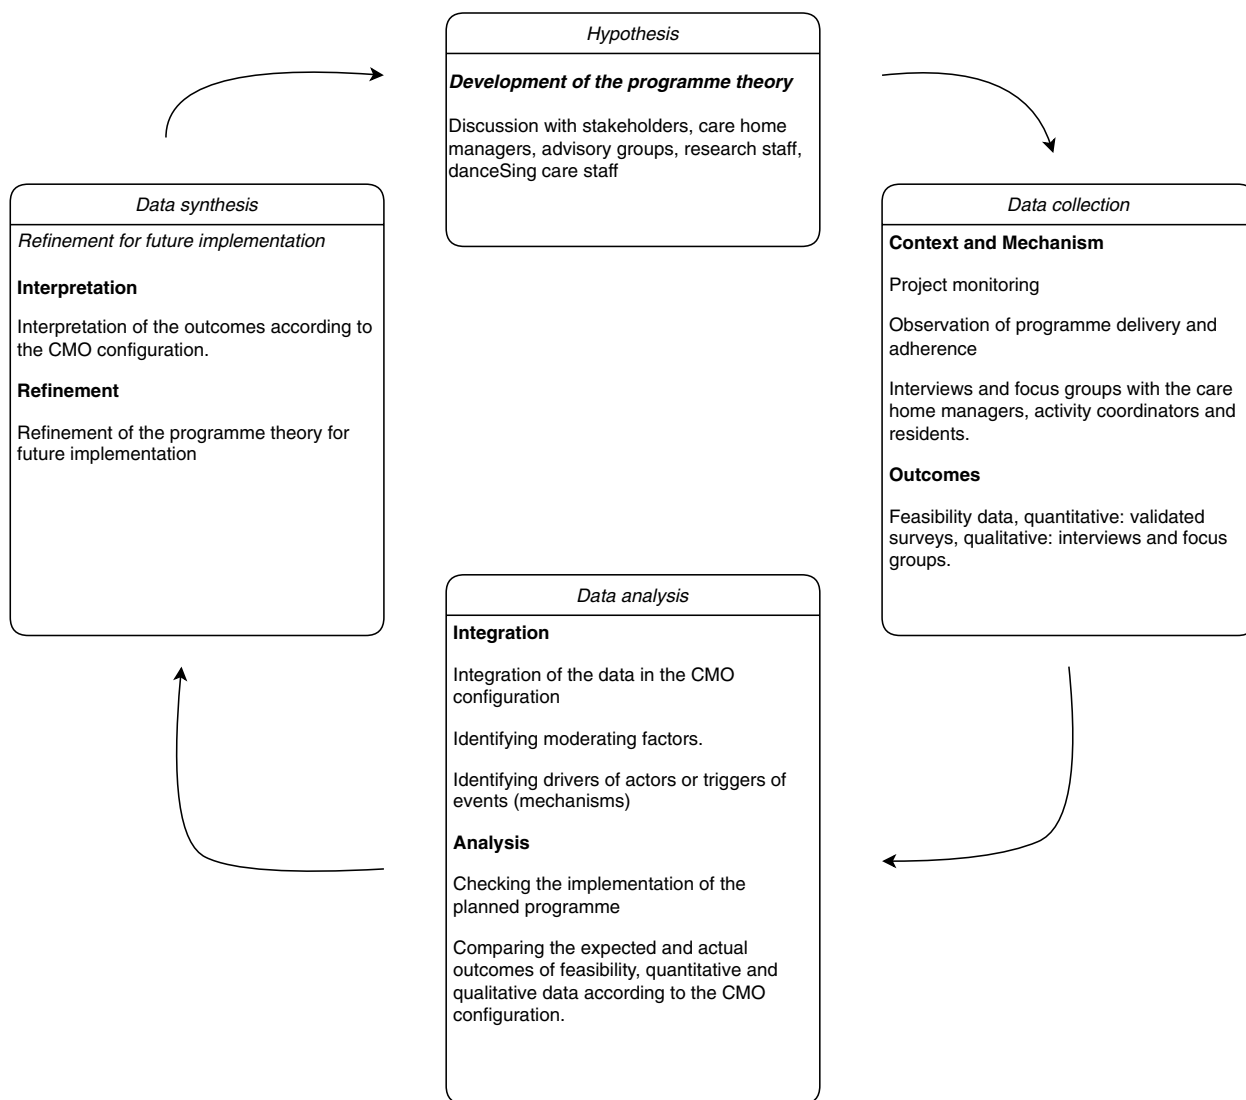 Hypothesis
Development of the programme theory
Discussion with stakeholders, care home
managers, advisory groups, research staff,
danceSing care staff
Data collection
Context and Mechanism
Project monitoring
Observation of programme delivery and
adherence
Interviews and focus groups with the care
home managers, activity coordinators and
residents.
Outcomes
Feasibility data, quantitative: validated
surveys, qualitative: interviews and focus
groups.
Data analysis
Integration
Integration of the data in the CMO
configuration
Identifying moderating factors.
Identifying drivers of actors or triggers of
events (mechanisms)
Analysis
Checking the implementation of the
planned programme
Comparing the expected and actual
outcomes of feasibility, quantitative and
qualitative data according to the CMO
configuration.
Data synthesis
Refinement for future implementation
Interpretation
Interpretation of the outcomes according to
the CMO configuration.
Refinement
Refinement of the programme theory for
future implementation